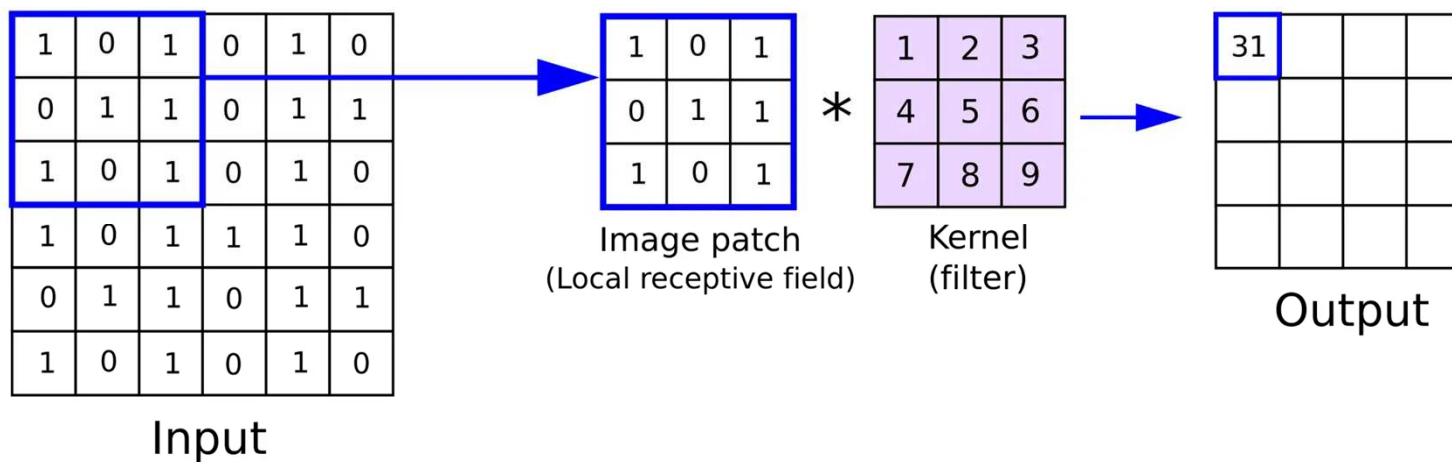 1 0 1 0 1 0
0 1 1 0 1 1
1 0 1 0 1 0
1 0 1 1 1 0
0 1 1 0 1 1
1 0 1 0 1 0
Input
1 0 1
0 1 1
1 0 1
Image patch
(Local receptive field)
*
1 2 3
4 5 6
7 8 9
Kernel
(filter)
31
Output